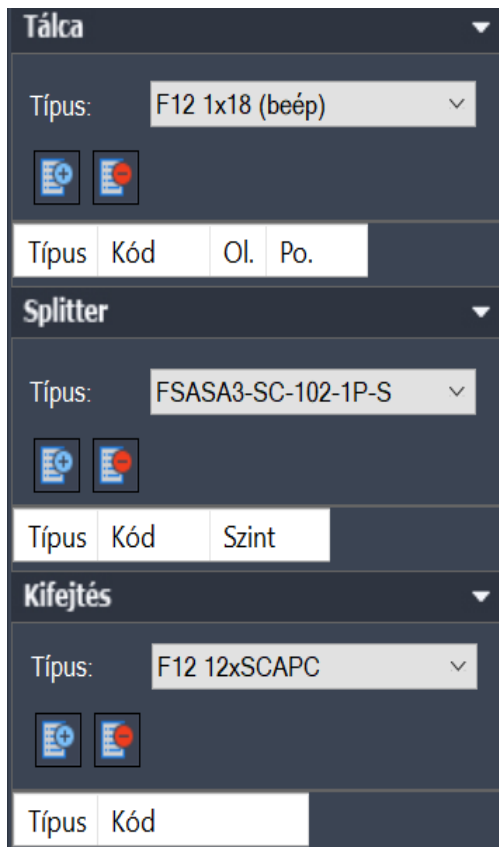 Tálca
Típus: F12 1x18 (beép)
Típus Kód Ol. Po.
Splitter
Típus: FSASA3-SC-102-1P-S
Típus Kód Szint
Kifejtés
Típus: F12 12xSCAPC
Típus Kód